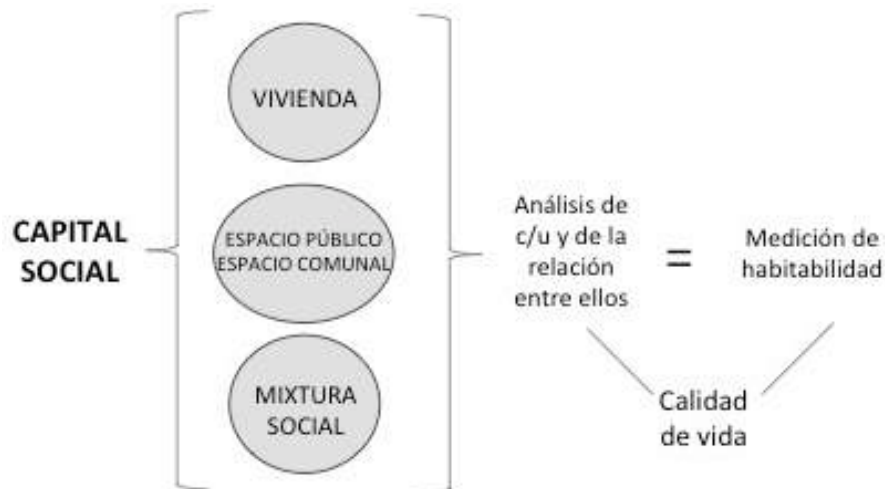 CAPITAL
SOCIAL
VIVIENDA
ESPACIO PÚBLICO
ESPACIO COMUNAL
MIXTURA
SOCIAL
Análisis de
c/u y de la
relación
entre ellos
=
Medición de
habitabilidad
Calidad
de vida